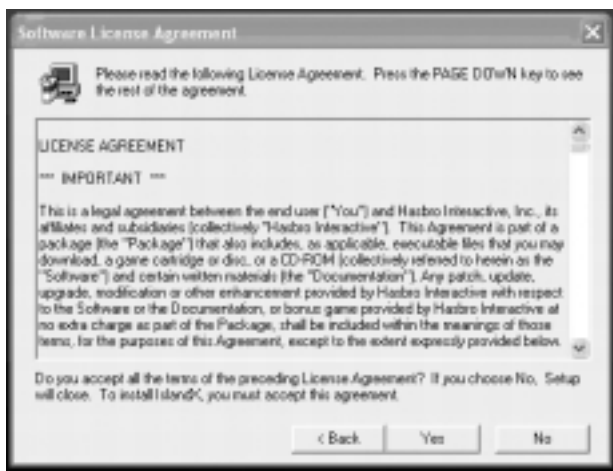 Software License Agreement
Please read the following License Agreement. Press the PAGE DOWN key to see
the rest of the agreement.
LICENSE AGREEMENT
*** IMPORTANT ***
This is a legal agreement between the end user ("You") and Hasbro Interactive, Inc., its
affiliates and subsidiaries (collectively "Hasbro Interactive"). This Agreement is part of a
package (the "Package") that also includes, as applicable, executable files that you may
download, a game cartridge or disc, or a CD-ROM (collectively referred to herein as the
"Software") and certain written materials (the "Documentation"). Any patch, update,
upgrade, modification or other enhancement provided by Hasbro Interactive with respect
to the Software or the Documentation, or bonus game provided by Hasbro Interactive at
no extra charge as part of the Package, shall be included within the meanings of those
terms, for the purposes of this Agreement, except to the extent expressly provided below.
Do you accept all the terms of the preceding License Agreement? If you choose No, Setup
will close. To install you must accept this agreement.
< Back
Yes
No